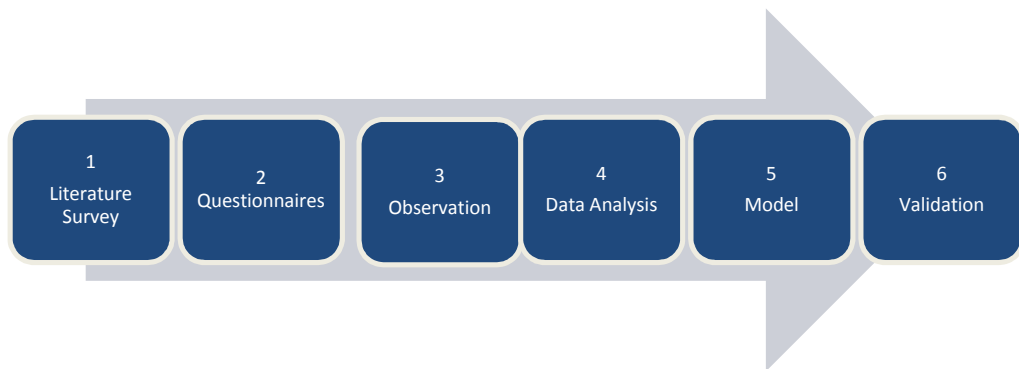 1
Literature
Survey
2
Questionnaires
3
Observation
4
Data Analysis
5
Model
6
Validation